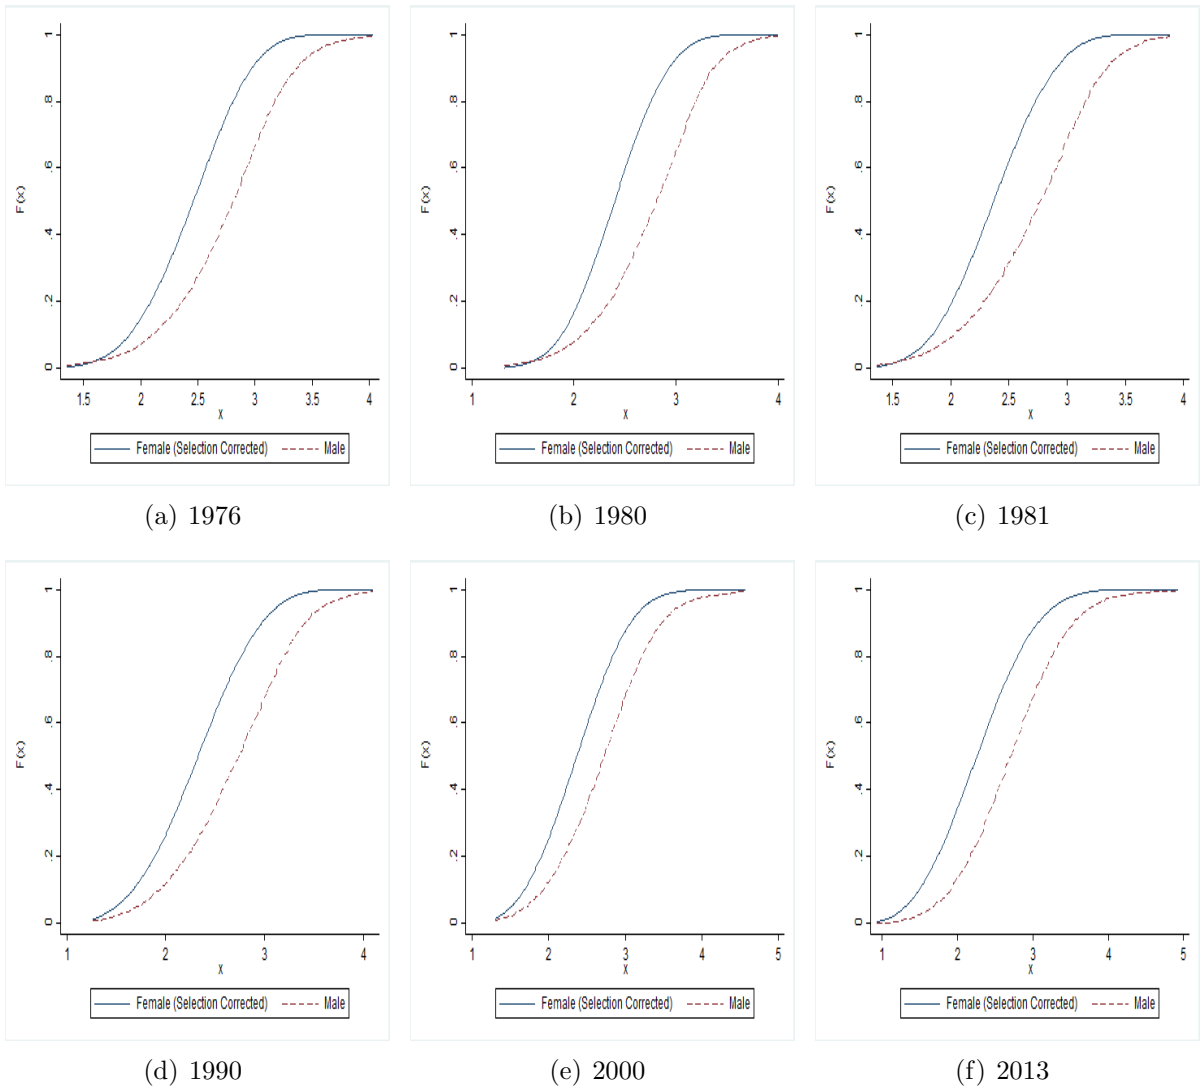 F(x)
1
.8
.6
.4
.2
0
1.5 2 2.5 3 3.5 4
x
Female (Selection Corrected) Male
(a) 1976
F(x)
1
.8
.6
.4
.2
0
1 2 3 4
x
Female (Selection Corrected) Male
(b) 1980
F(x)
1
.8
.6
.4
.2
0
1.5 2 2.5 3 3.5 4
x
Female (Selection Corrected) Male
(c) 1981
F(x)
1
.8
.6
.4
.2
0
1 2 3 4
x
Female (Selection Corrected) Male
(d) 1990
F(x)
1
.8
.6
.4
.2
0
1 2 3 4 5
x
Female (Selection Corrected) Male
(e) 2000
F(x)
1
.8
.6
.4
.2
0
1 2 3 4 5
x
Female (Selection Corrected) Male
(f) 2013